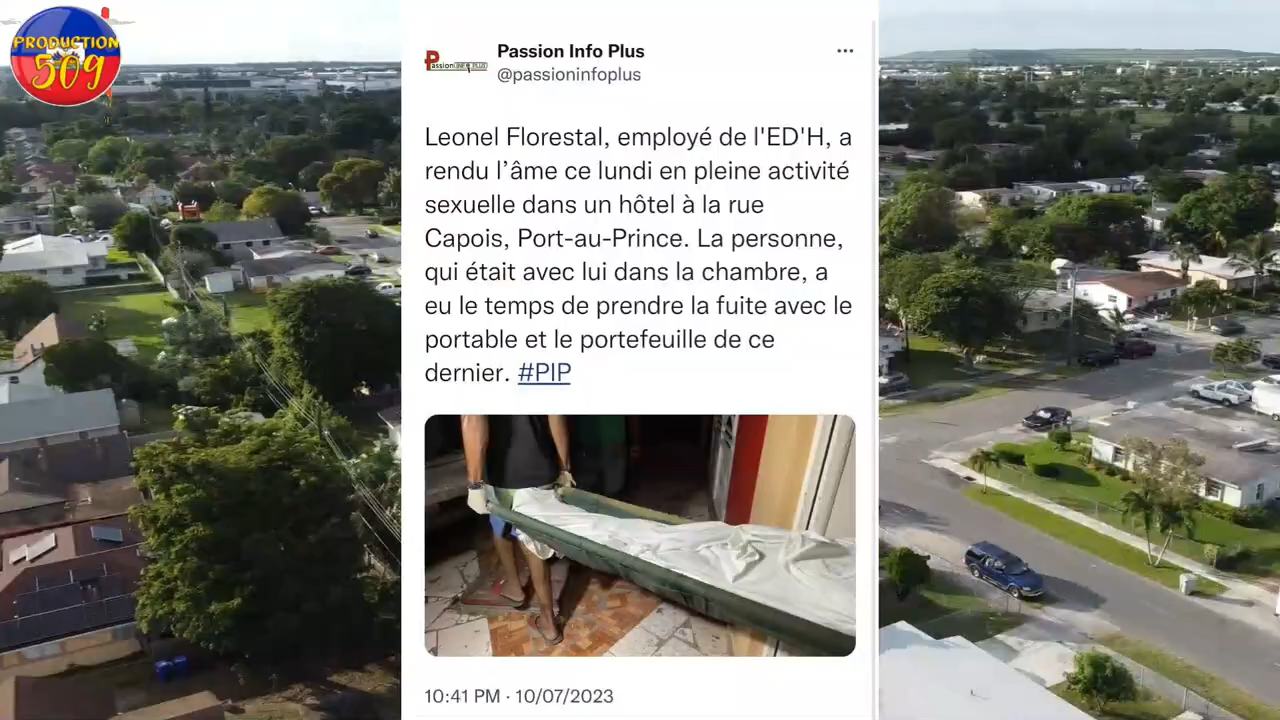 PRODUCTION
509
Passion Info Plus
@passioninfoplus
Passion INFO PLUS
Leonel Florestal, employé de l'ED'H, a
rendu l’âme ce lundi en pleine activité
sexuelle dans un hôtel à la rue
Capois, Port-au-Prince. La personne,
qui était avec lui dans la chambre, a
eu le temps de prendre la fuite avec le
portable et le portefeuille de ce
dernier. #PIP
10:41 PM · 10/07/2023